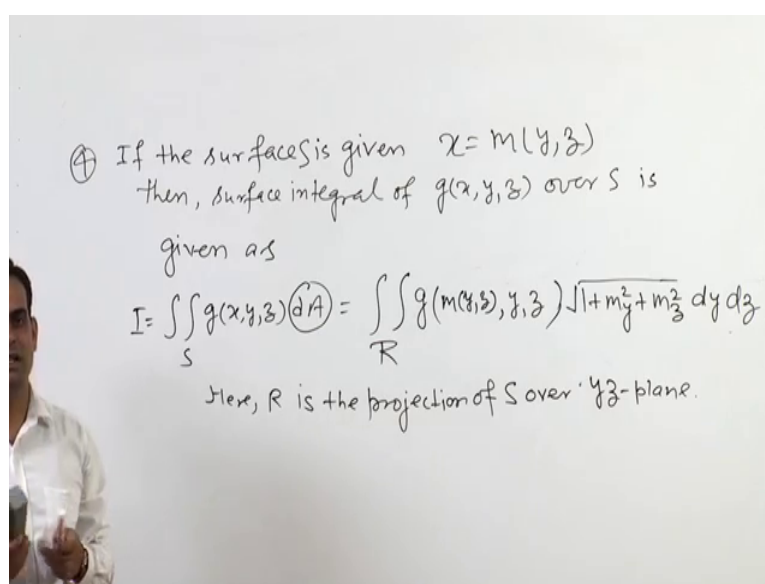 ④ If the surface S is given x = m(y,z)
then, surface integral of g(x,y,z) over S is
given as
I = ∬_S g(x,y,z) dA = ∬_R g(m(y,z), y, z) √(1+m_y²+m_z²) dy dz
Here, R is the projection of S over yz-plane.